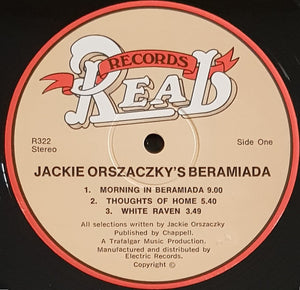 RECORDS
REAL
R322
Stereo
Side One
JACKIE ORSZACZKY'S BERAMIADA
1. MORNING IN BERAMIADA 9.00
2. THOUGHTS OF HOME 5.40
3. WHITE RAVEN 3.49
All selections written by Jackie Orszaczky
Published by Chappell.
A Trafalgar Music Production.
Manufactured and distributed by
Electric Records.
Copyright ©